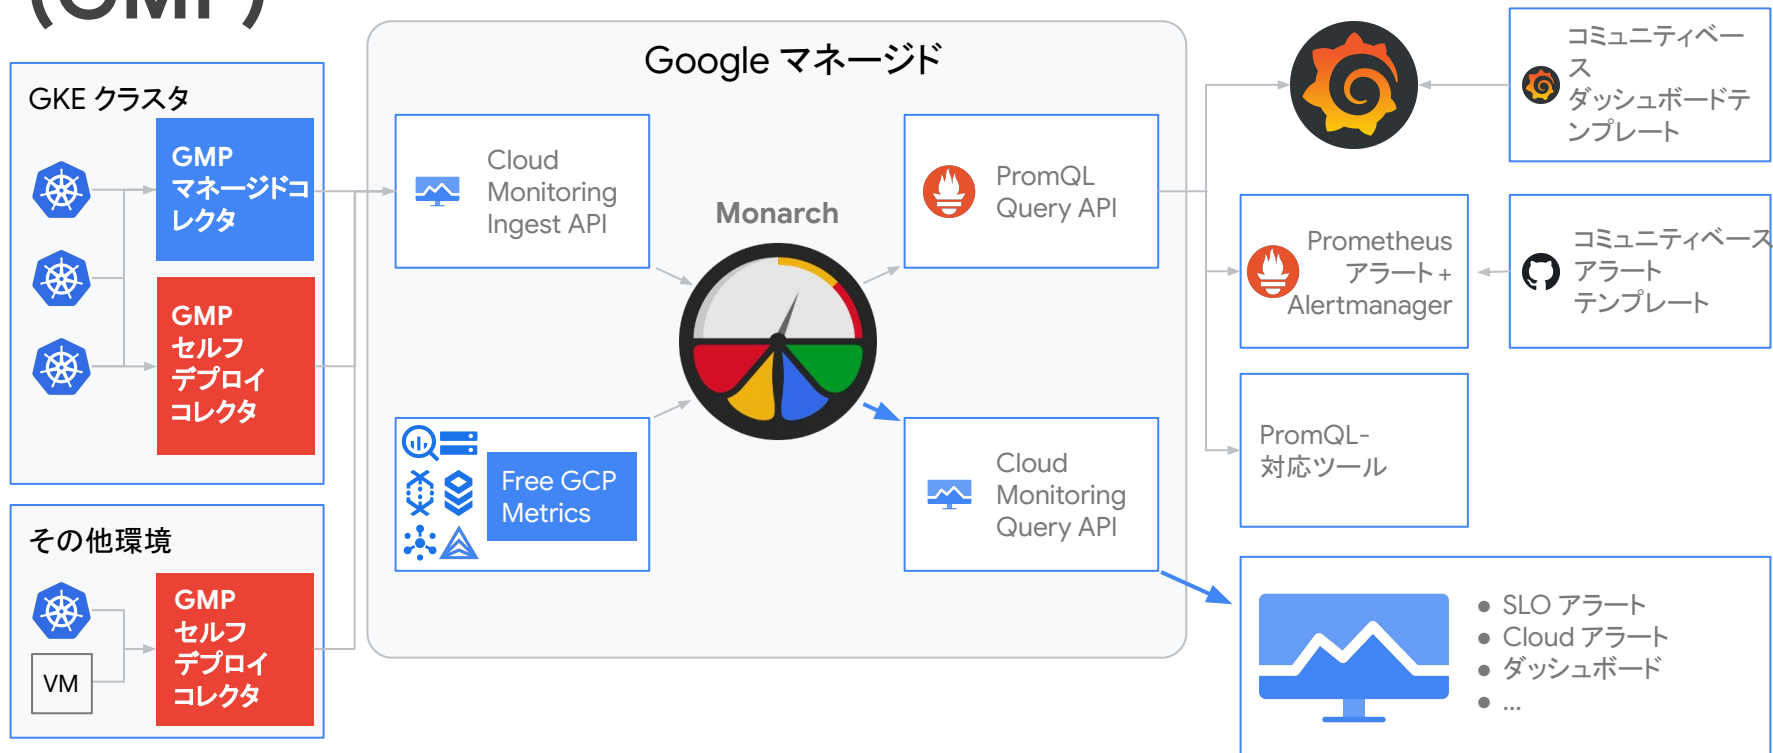 (GMP)
Google マネージド
GKE クラスタ
GMP
マネージドコ
レクタ
GMP
セルフ
デプロイ
コレクタ
その他環境
VM
GMP
セルフ
デプロイ
コレクタ
Cloud
Monitoring
Ingest API
Free GCP
Metrics
Monarch
PromQL
Query API
Cloud
Monitoring
Query API
コミュニティベー
ス
ダッシュボードテ
ンプレート
Prometheus
アラート +
Alertmanager
コミュニティベース
アラート
テンプレート
PromQL-
対応ツール
● SLO アラート
● Cloud アラート
● ダッシュボード
● ...